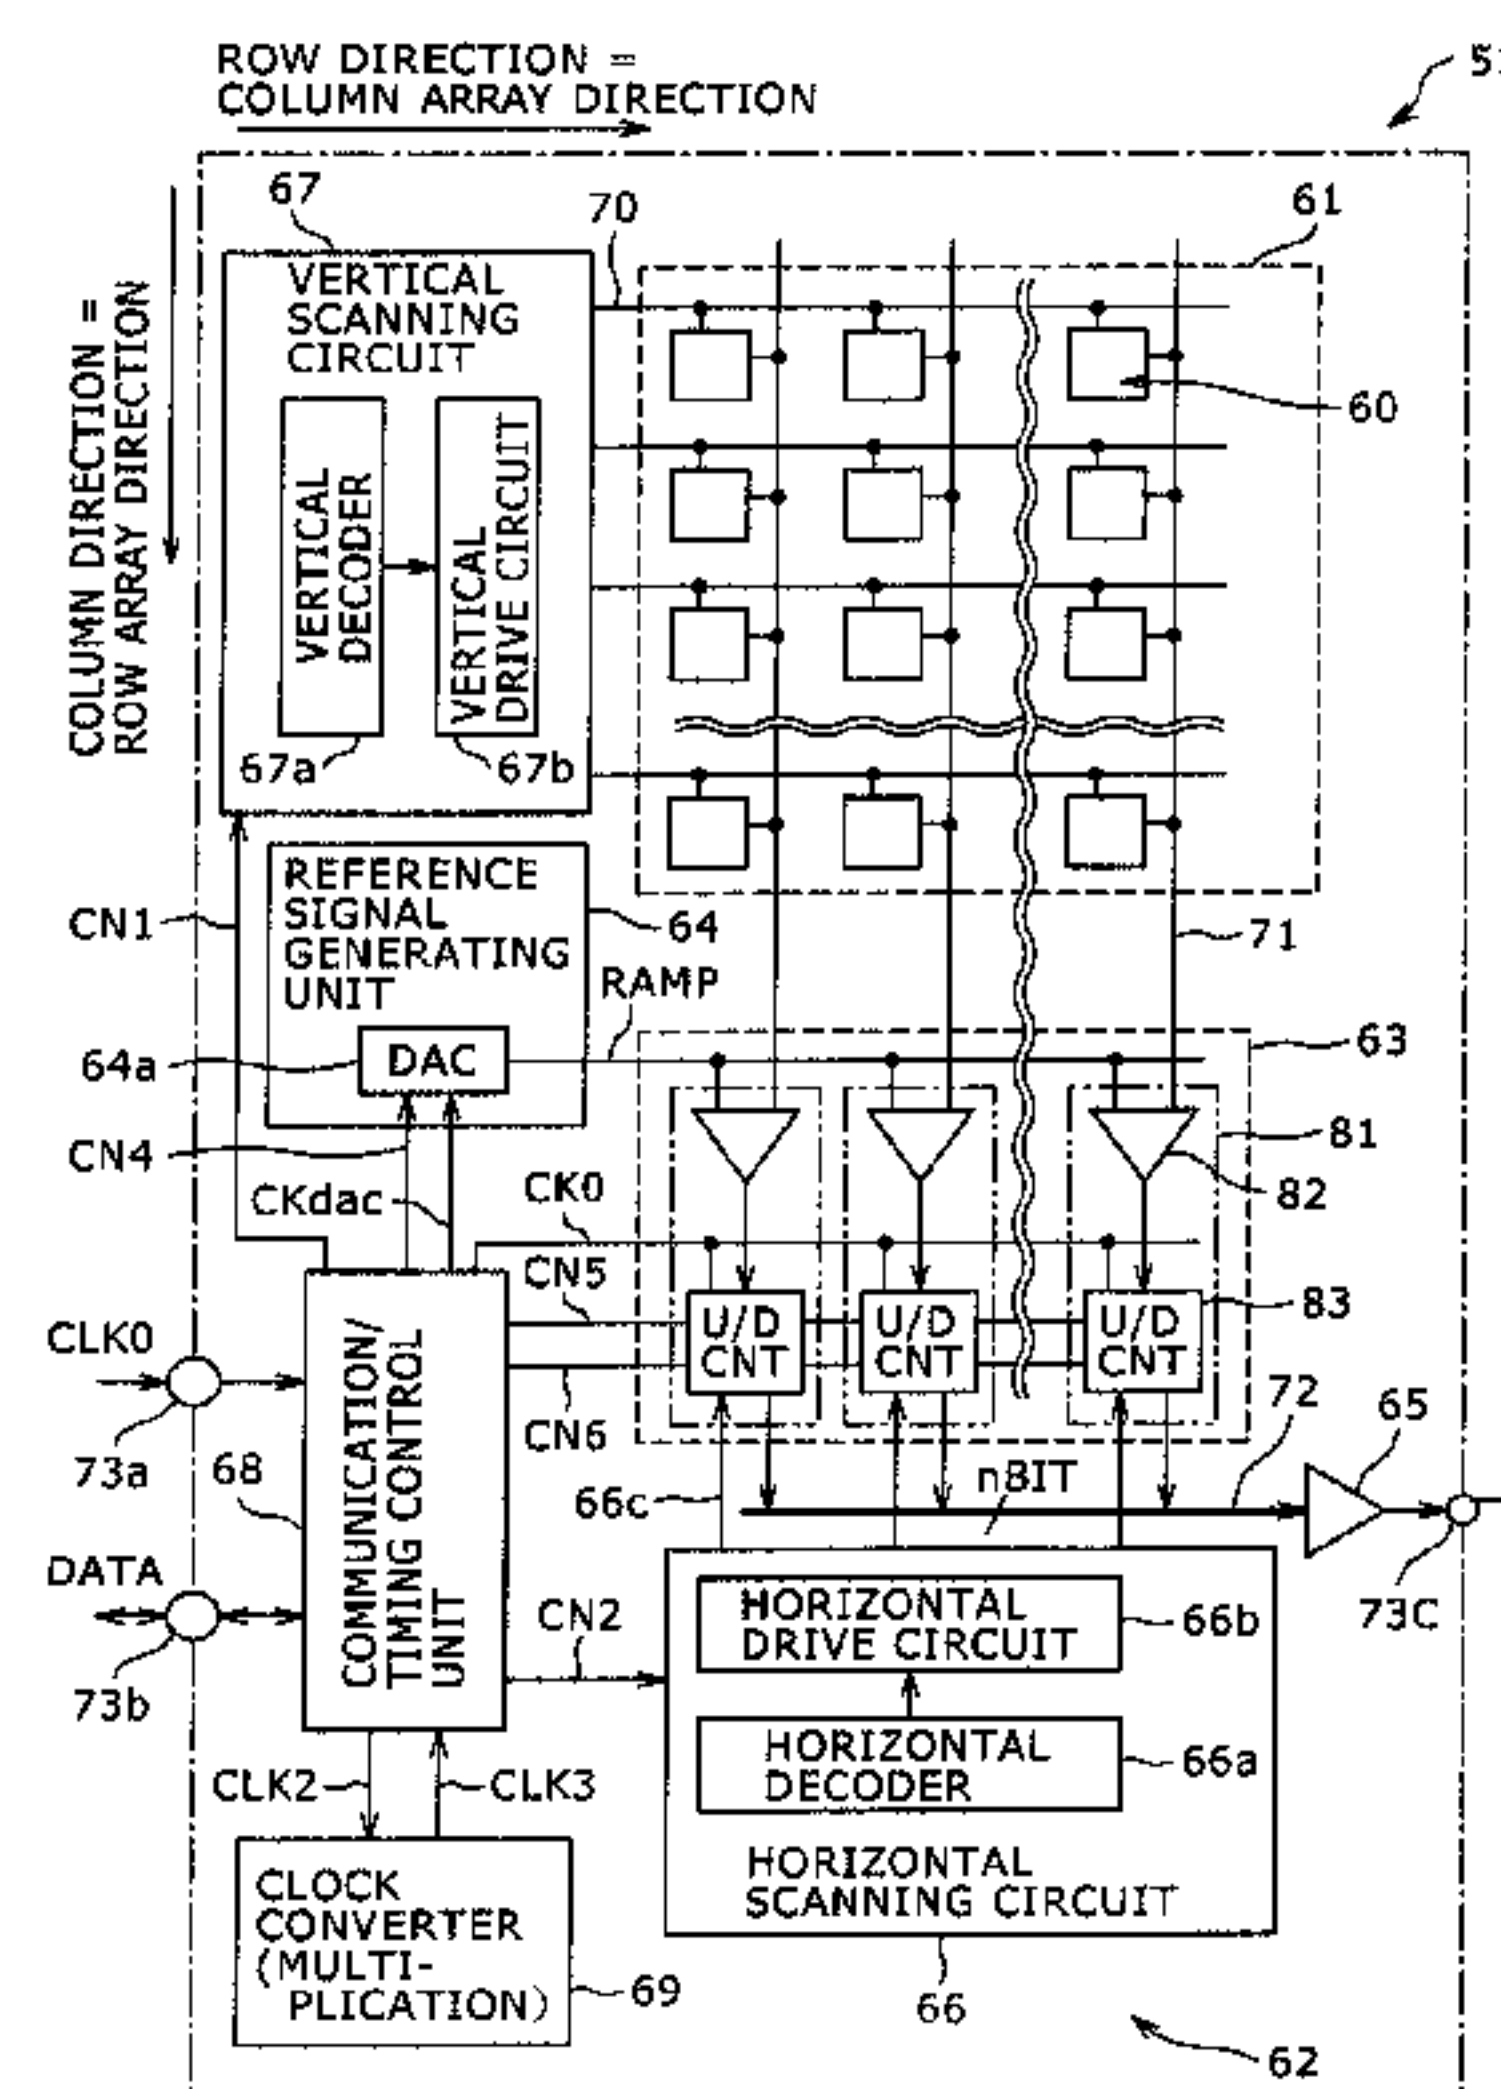 ROW DIRECTION =
COLUMN ARRAY DIRECTION
COLUMN DIRECTION =
ROW ARRAY DIRECTION
67
70
61
VERTICAL
SCANNING
CIRCUIT
60
VERTICAL
DECODER
VERTICAL
DRIVE CIRCUIT
67a
67b
REFERENCE
SIGNAL
GENERATING
UNIT
CN1
64
71
RAMP
63
64a
DAC
81
CN4
82
CKdac
CK0
CN5
83
U/D
CNT
U/D
CNT
U/D
CNT
CLK0
COMMUNICATION/
TIMING CONTROL
UNIT
72
65
CN6
73a
68
nBIT
66c
DATA
CN2
HORIZONTAL
DRIVE CIRCUIT
66b
73C
73b
HORIZONTAL
DECODER
66a
CLK2
CLK3
HORIZONTAL
SCANNING CIRCUIT
CLOCK
CONVERTER
(MULTI-
PLICATION)
69
66
62